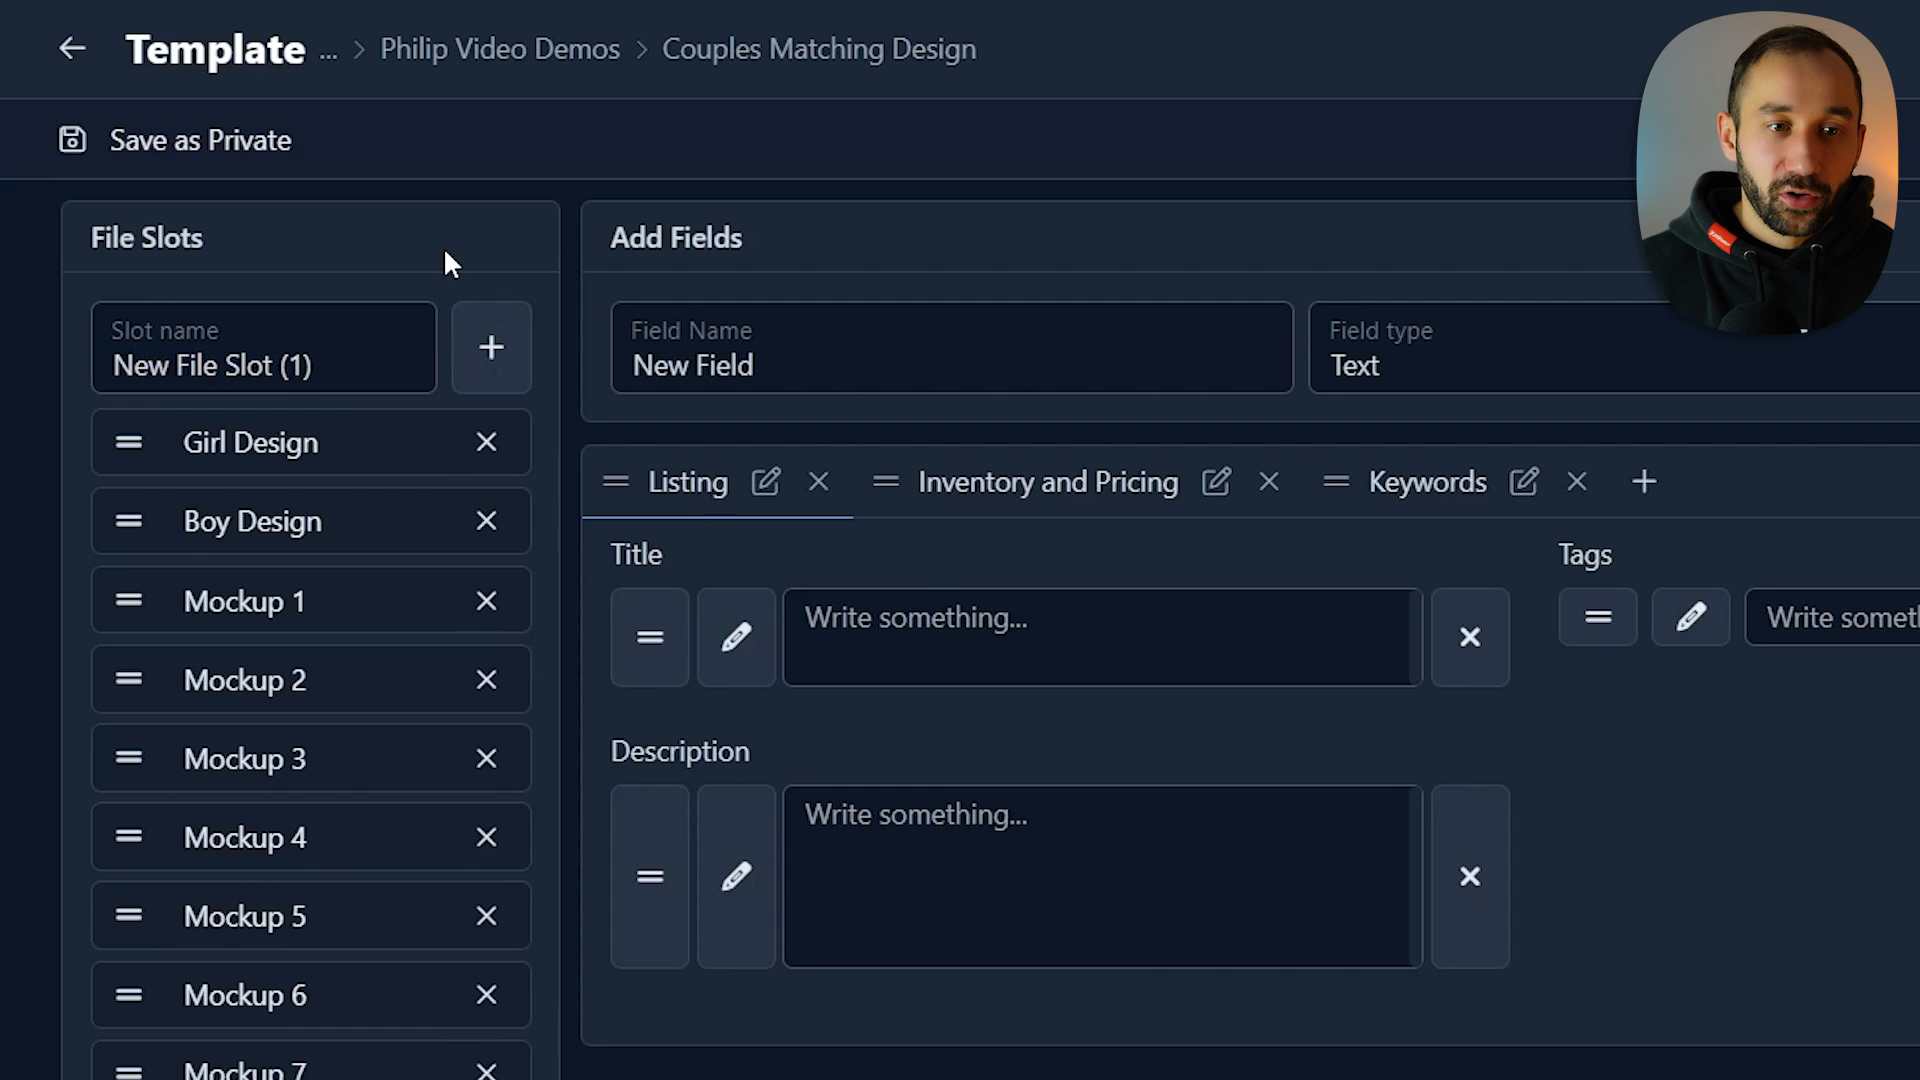 Template ... > Philip Video Demos > Couples Matching Design
Save as Private
File Slots
Slot name
New File Slot (1)
Girl Design
Boy Design
Mockup 1
Mockup 2
Mockup 3
Mockup 4
Mockup 5
Mockup 6
Mockup 7
Add Fields
Field Name
New Field
Field type
Text
Listing
Inventory and Pricing
Keywords
Title
Write something...
Tags
Write somet
Description
Write something...